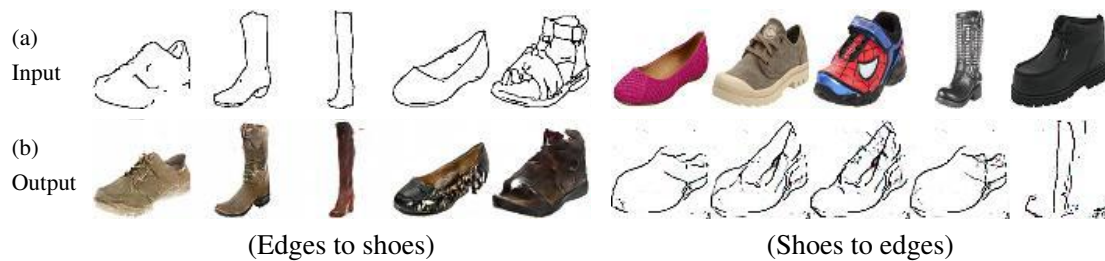 (a)
Input
(b)
Output
(Edges to shoes) (Shoes to edges)